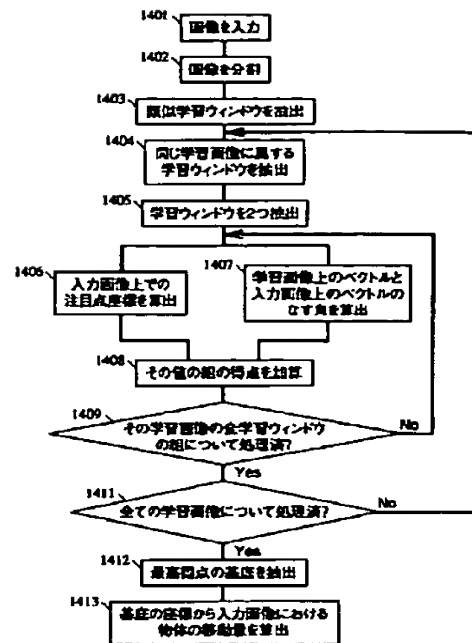 1401
画像を入力
1402
画像を分割
1403
類似学習ウィンドウを抽出
1404
同じ学習画像に属する
学習ウィンドウを抽出
1405
学習ウィンドウを2つ抽出
1406
入力画像上での
注目点座標を算出
1407
学習画像上のベクトルと
入力画像上のベクトルの
なす角を算出
1408
その値の組の得点を加算
1409
その学習画像の全学習ウィンドウ
の組について処理済?
No
Yes
1411
全ての学習画像について処理済?
No
Yes
1412
最高得点の基底を抽出
1413
基底の座標から入力画像における
物体の移動量を算出